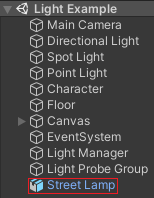 Light Example
Main Camera
Directional Light
Spot Light
Point Light
Character
Floor
Canvas
EventSystem
Light Manager
Light Probe Group
Street Lamp